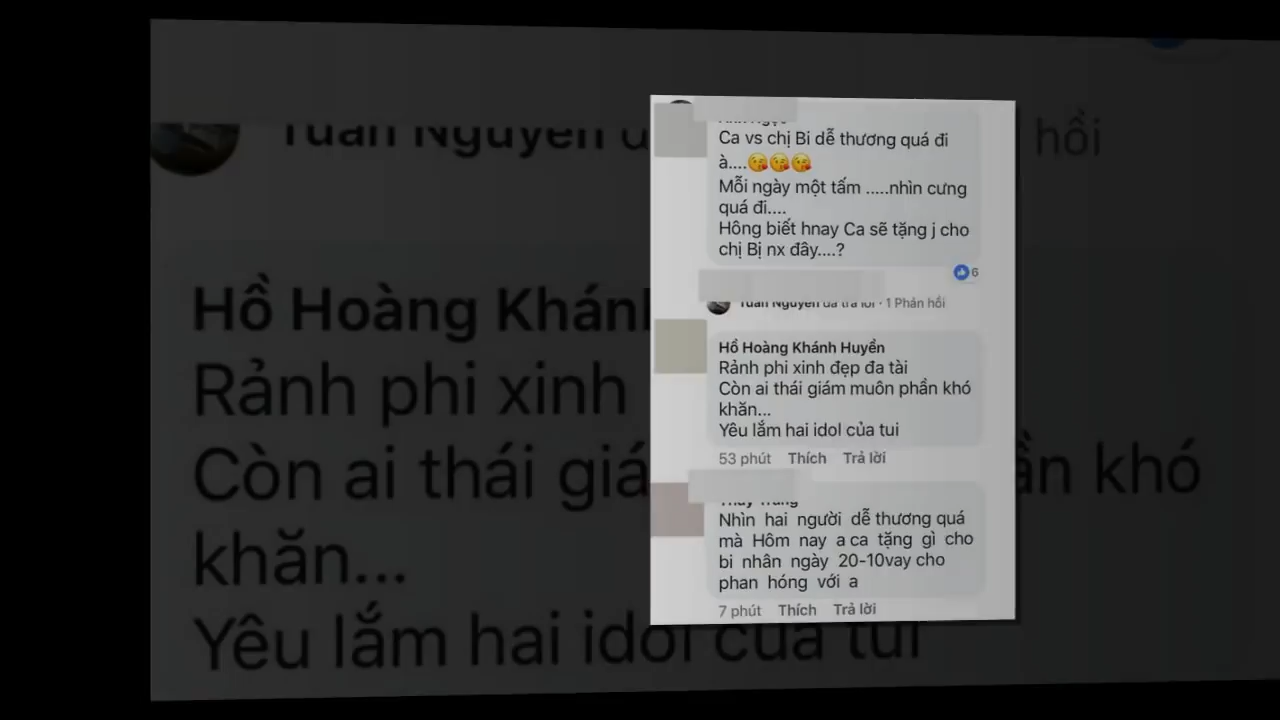 Ca vs chị Bi dễ thương quá đi
à....😘😘😘
Mỗi ngày một tấm .....nhìn cưng
quá đi....
Hông biết hnay Ca sẽ tặng j cho
chị Bị nx đây....?
6
Tuấn Nguyễn đã trả lời · 1 Phản hồi
Hồ Hoàng Khánh Huyền
Rảnh phi xinh đẹp đa tài
Còn ai thái giám muôn phần khó
khăn...
Yêu lắm hai idol của tui
53 phút Thích Trả lời
Nhìn hai người dễ thương quá
mà Hôm nay a ca tặng gì cho
bi nhân ngày 20-10vay cho
phan hóng với a
7 phút Thích Trả lời
Tuấn Nguyễn
hồi
Hồ Hoàng Khánh
Rảnh phi xinh
Còn ai thái giá
ần khó
khăn...
Yêu lắm hai idol của tui